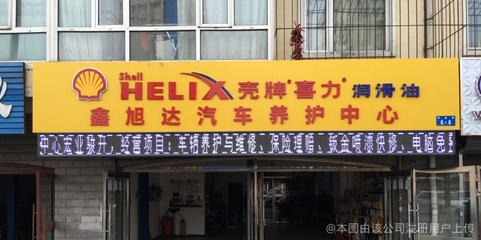 Shell
HELIX 壳牌®喜力® 润滑油
鑫旭达汽车养护中心
中心宏业骏开,经营项目:车辆养护与维修、保险理赔、钣金喷漆快修、电脑免
@本图由该公司注册用户上传